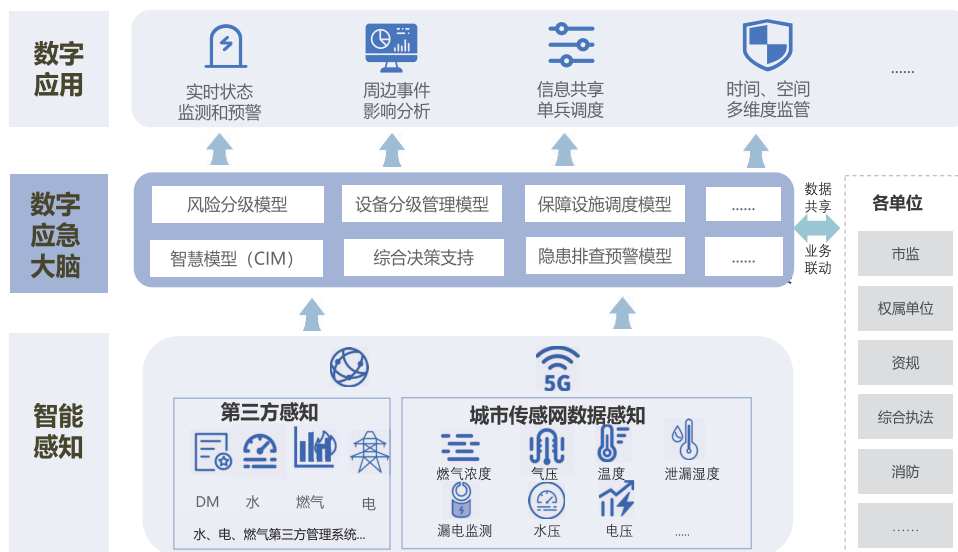 数字
应用
实时状态
监测和预警
周边事件
影响分析
信息共享
单兵调度
时间、空间
多维度监管
......
数字
应急
大脑
风险分级模型
设备分级管理模型
保障设施调度模型
......
智慧模型（CIM）
综合决策支持
隐患排查预警模型
......
数据
共享
业务
联动
各单位
市监
权属单位
资规
综合执法
消防
......
智能
感知
5G
第三方感知
DM
水
燃气
电
水、电、燃气第三方管理系统...
城市传感网数据感知
燃气浓度
气压
温度
泄漏湿度
漏电监测
水压
电压
.....